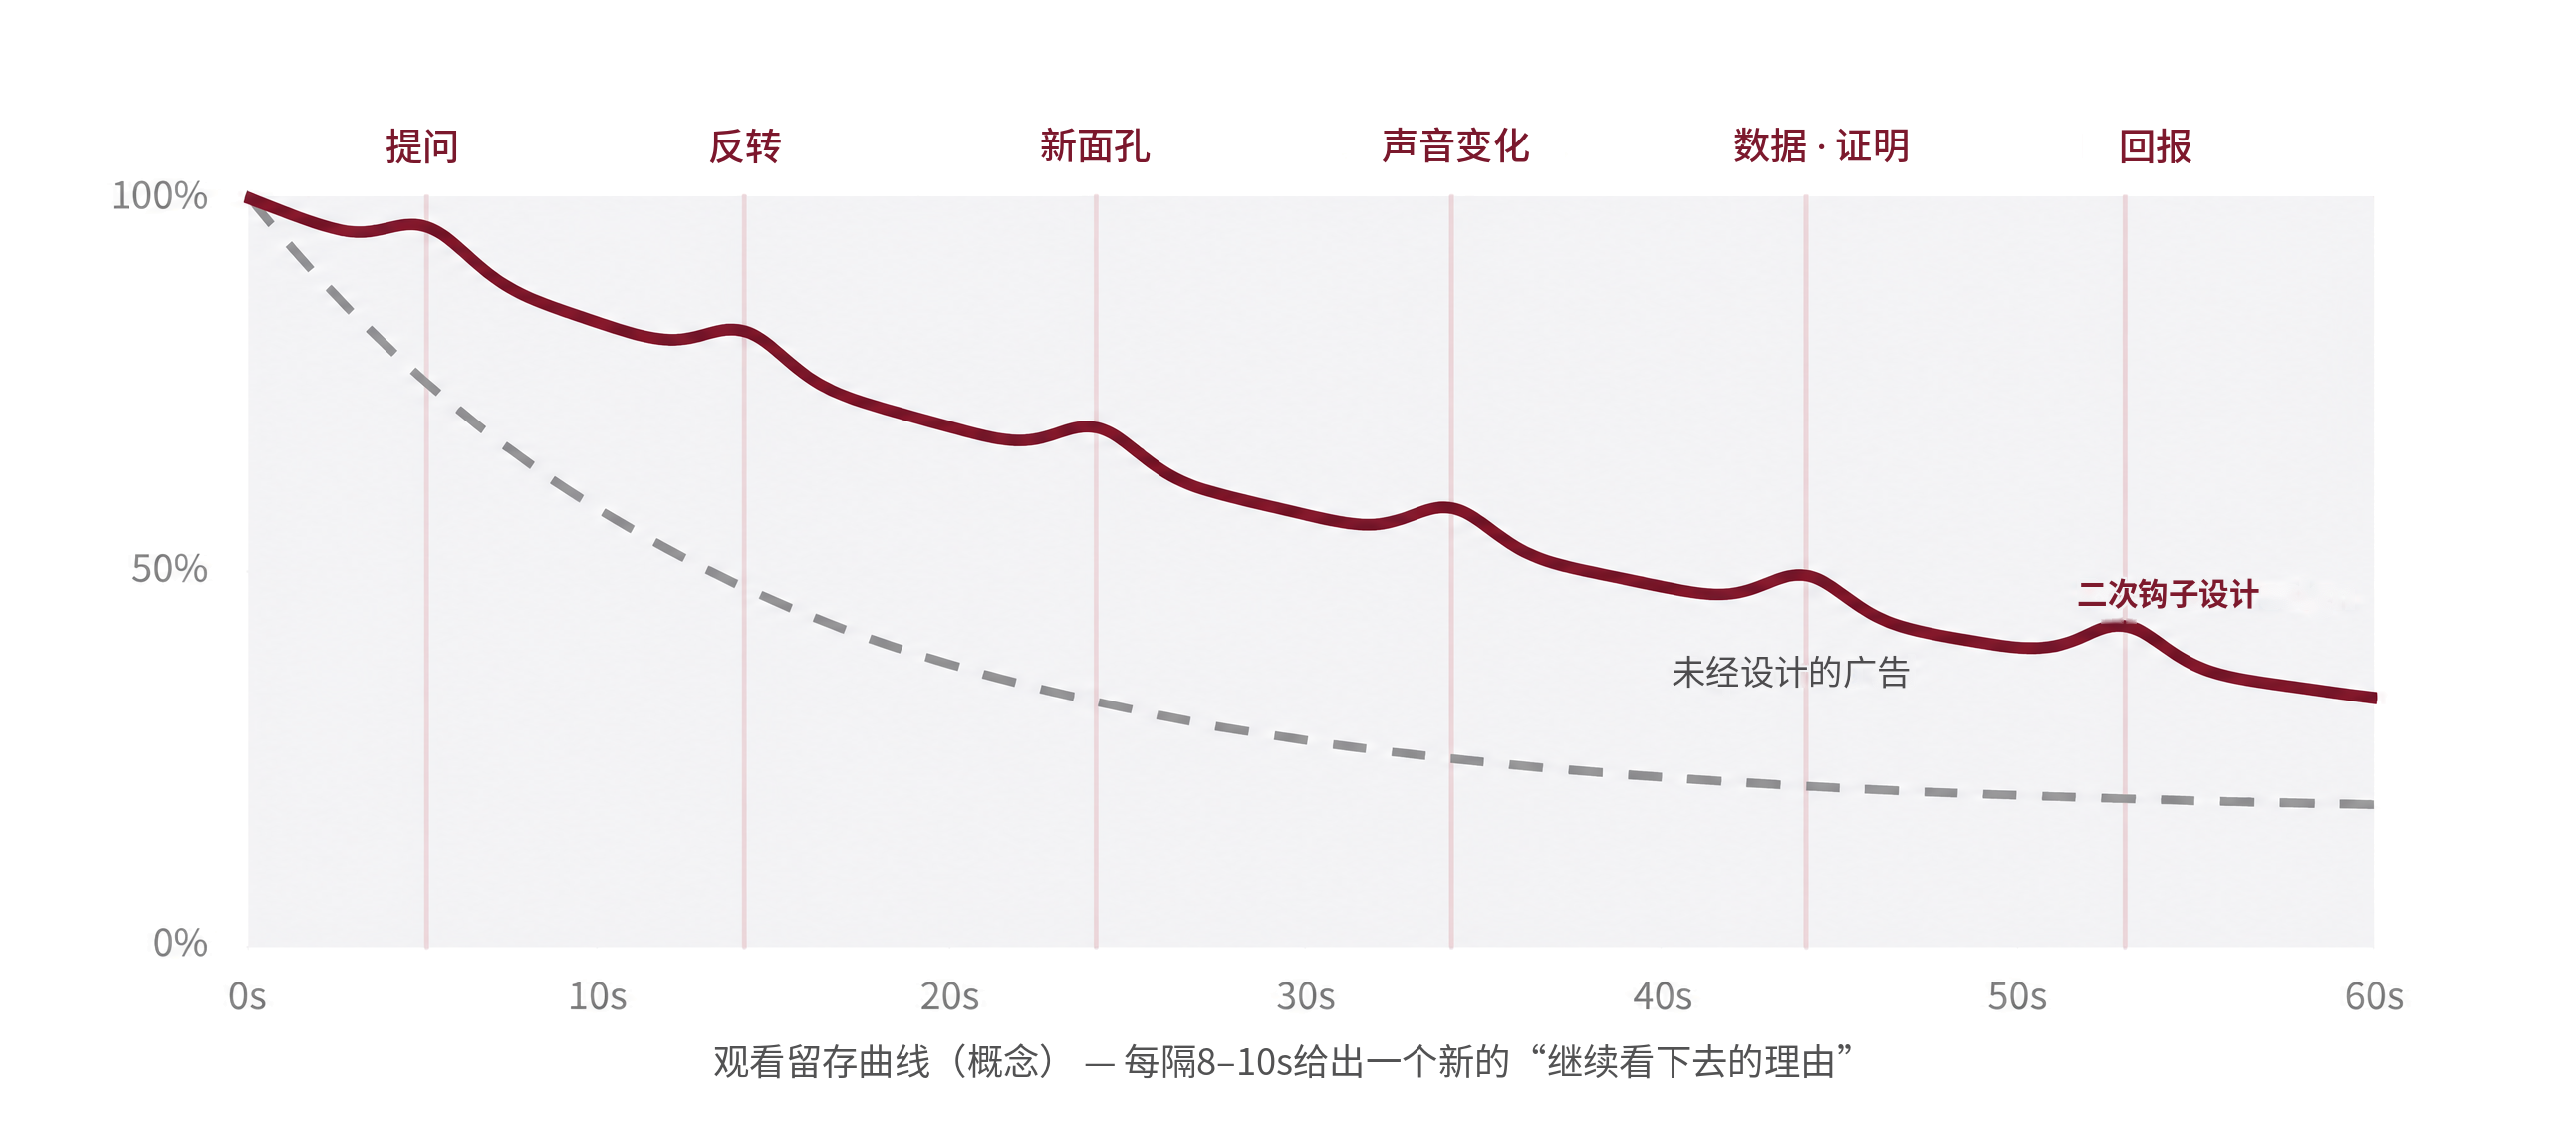 提问
反转
新面孔
声音变化
数据 · 证明
回报
100%
50%
二次钩子设计
未经设计的广告
0%
0s
10s
20s
30s
40s
50s
60s
观看留存曲线（概念） — 每隔8–10s给出一个新的“继续看下去的理由”